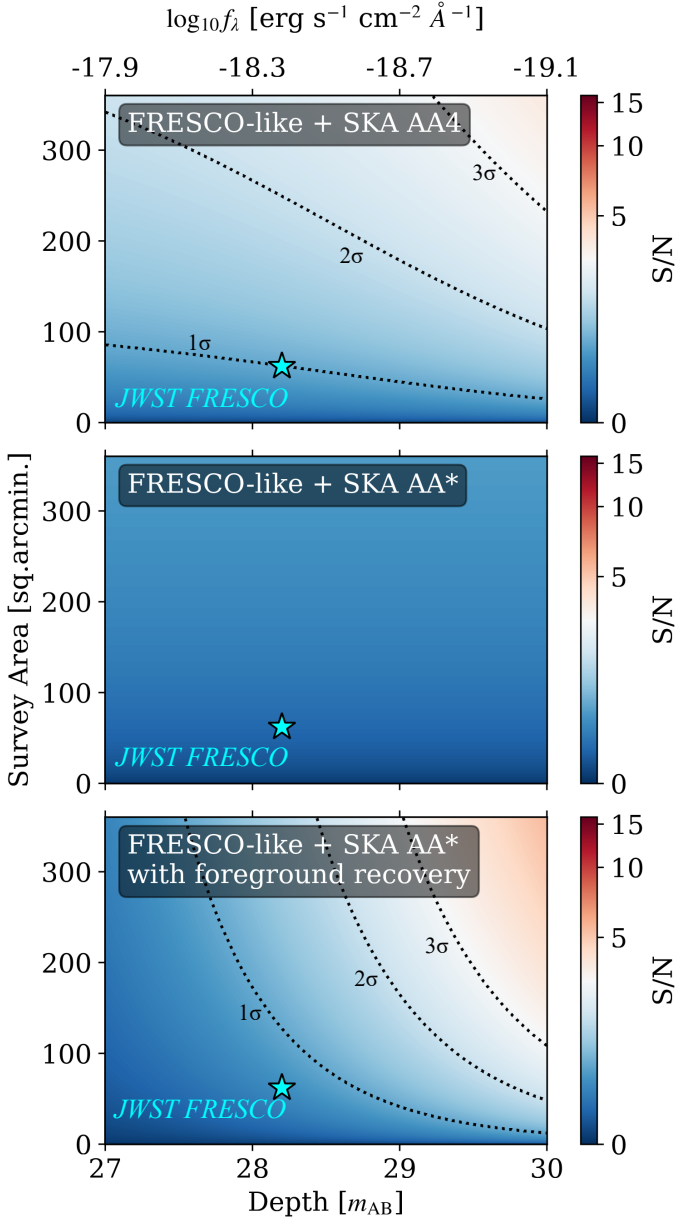 log₁₀f_λ [erg s⁻¹ cm⁻² Å⁻¹]
-17.9 -18.3 -18.7 -19.1
FRESCO-like + SKA AA4
300
200
100
0
3σ
2σ
1σ
JWST FRESCO
15
10
5
0
S/N
Survey Area [sq.arcmin.]
FRESCO-like + SKA AA*
300
200
100
0
JWST FRESCO
15
10
5
0
S/N
FRESCO-like + SKA AA*
with foreground recovery
300
200
100
0
3σ
2σ
1σ
JWST FRESCO
15
10
5
0
S/N
27 28 29 30
Depth [m_AB]